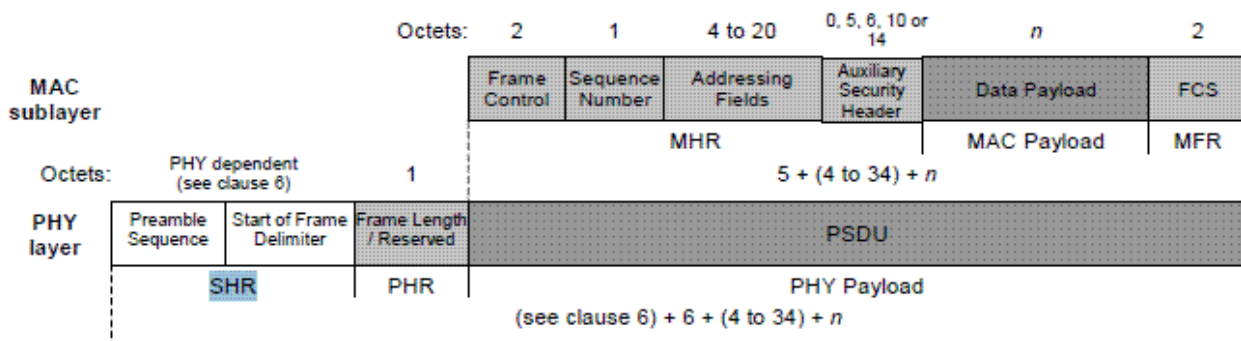 Octets: 2 1 4 to 20 0, 5, 6, 10 or 14 n 2
MAC sublayer
Frame Control
Sequence Number
Addressing Fields
Auxiliary Security Header
Data Payload
FCS
MHR MAC Payload MFR
Octets: PHY dependent (see clause 6) 1 5 + (4 to 34) + n
PHY layer
Preamble Sequence
Start of Frame Delimiter
Frame Length / Reserved
PSDU
SHR PHR PHY Payload
(see clause 6) + 6 + (4 to 34) + n